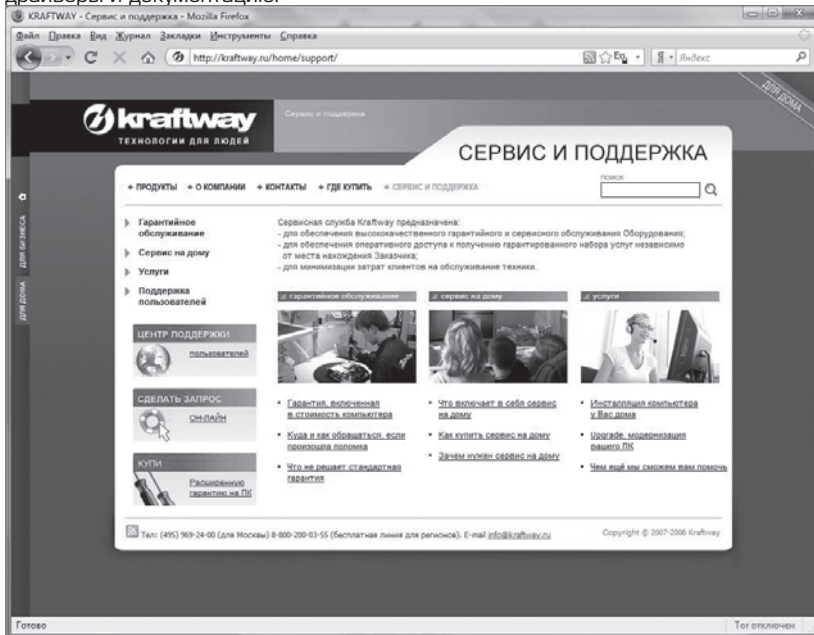 драйверы и документацию.
KRAFTWAY - Сервис и поддержка - Mozilla Firefox
Файл Правка Вид Журнал Закладки Инструменты Справка
http://kraftway.ru/home/support/
Яндекс
ДЛЯ ДОМА
kraftway
ТЕХНОЛОГИИ ДЛЯ ЛЮДЕЙ
Сервис и поддержка
СЕРВИС И ПОДДЕРЖКА
ПРОДУКТЫ
О КОМПАНИИ
КОНТАКТЫ
ГДЕ КУПИТЬ
СЕРВИС И ПОДДЕРЖКА
ПОИСК
ДЛЯ БИЗНЕСА
ДЛЯ ДОМА
Гарантийное
обслуживание
Сервис на дому
Услуги
Поддержка
пользователей
Сервисная служба Kraftway предназначена:
- для обеспечения высококачественного гарантийного и сервисного обслуживания Оборудования;
- для обеспечения оперативного доступа к получению гарантированного набора услуг независимо
от места нахождения Заказчика;
- для минимизации затрат клиентов на обслуживание техники.
ЦЕНТР ПОДДЕРЖКИ
пользователей
СДЕЛАТЬ ЗАПРОС
ОН-ЛАЙН
КУПИ
Расширенную
гарантию на ПК
гарантийное обслуживание
Гарантия, включенная
в стоимость компьютера
Куда и как обращаться, если
произошла поломка
Что не решает стандартная
гарантия
сервис на дому
Что включает в себя сервис
на дому
Как купить сервис на дому
Зачем нужен сервис на дому
услуги
Инсталляция компьютера
у Вас дома
Upgrade, модернизация
вашего ПК
Чем ещё мы сможем вам помочь
Тел: (495) 969-24-00 (для Москвы) 8-800-200-03-55 (бесплатная линия для регионов). E-mail info@kraftway.ru
Copyright © 2007-2008 Kraftway
Готово
Tor отключен